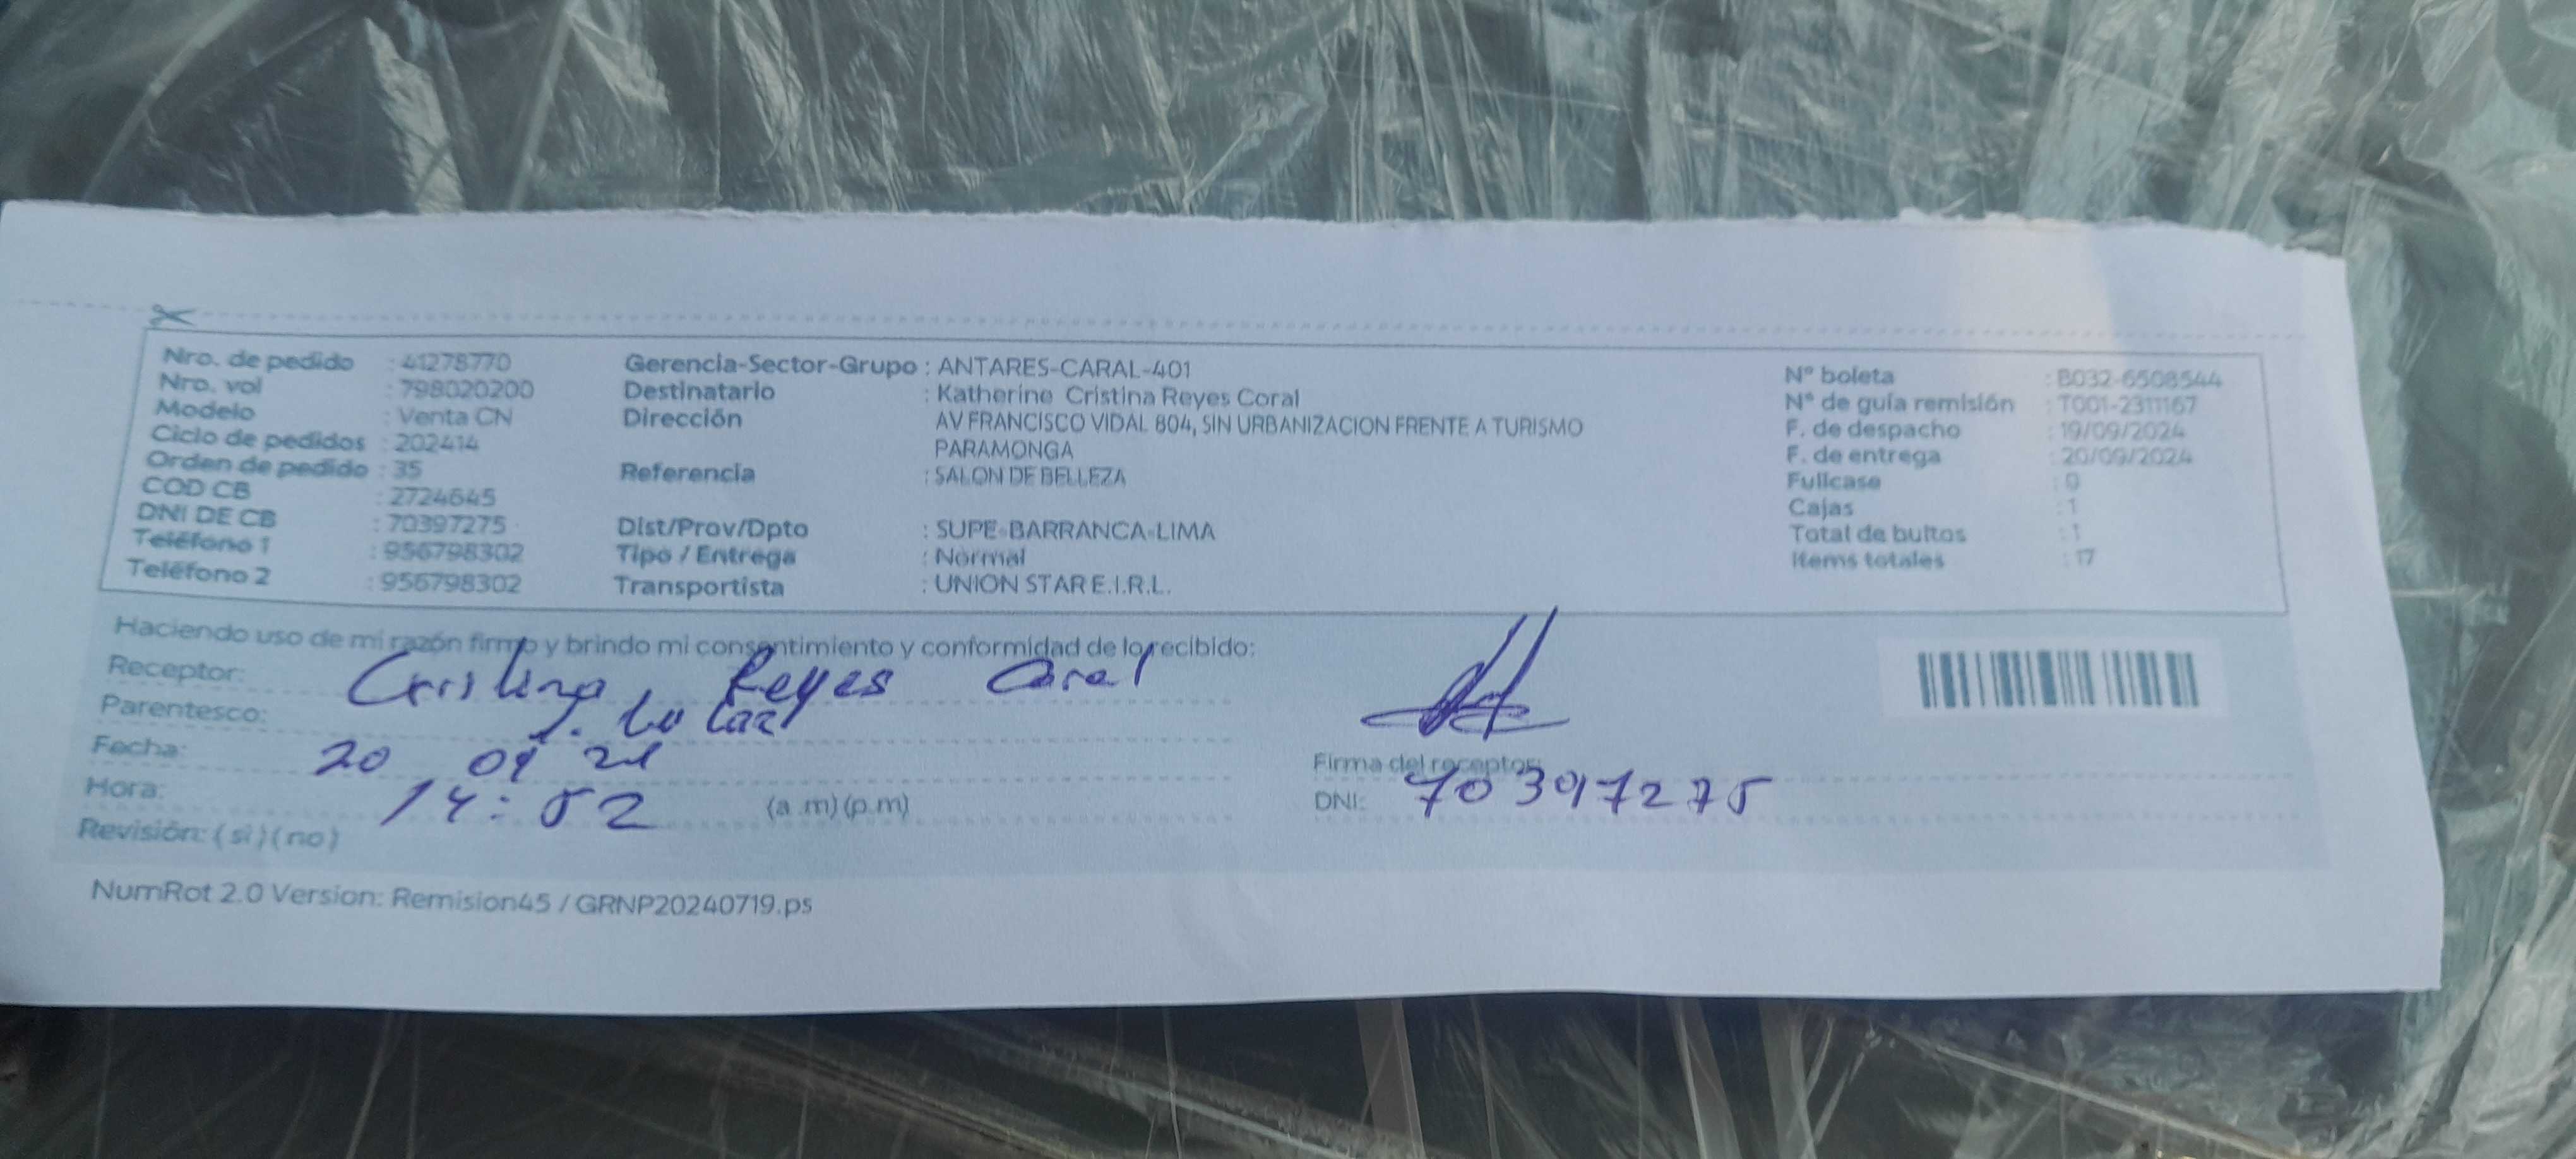 Nro. de pedido : 41278770
Nro. vol : 798020200
Modelo : Venta CN
Ciclo de pedidos : 202414
Orden de pedido : 35
COD CB : 2724645
DNI DE CB : 70397275
Teléfono 1 : 956798302
Teléfono 2 : 956798302
Gerencia-Sector-Grupo : ANTARES-CARAL-401
Destinatario : Katherine Cristina Reyes Coral
Dirección AV FRANCISCO VIDAL 804, SIN URBANIZACION FRENTE A TURISMO
PARAMONGA
Referencia : SALON DE BELLEZA
Dist/Prov/Dpto : SUPE-BARRANCA-LIMA
Tipo / Entrega : Normal
Transportista : UNION STAR E.I.R.L.
N° boleta : B032-6508544
N° de guía remisión : T001-2311167
F. de despacho : 19/09/2024
F. de entrega : 20/09/2024
Fullcase : 0
Cajas : 1
Total de bultos : 1
Items totales : 17
Haciendo uso de mi razón firmo y brindo mi consentimiento y conformidad de lo recibido:
Receptor: Cristina Reyes Coral
Parentesco:
Fecha: 20 09 24
Hora: 14:52 (a.m) (p.m)
Revisión: ( si ) ( no )
Firma del receptor:
DNI: 70397275
NumRot 2.0 Version: Remision45 / GRNP20240719.ps